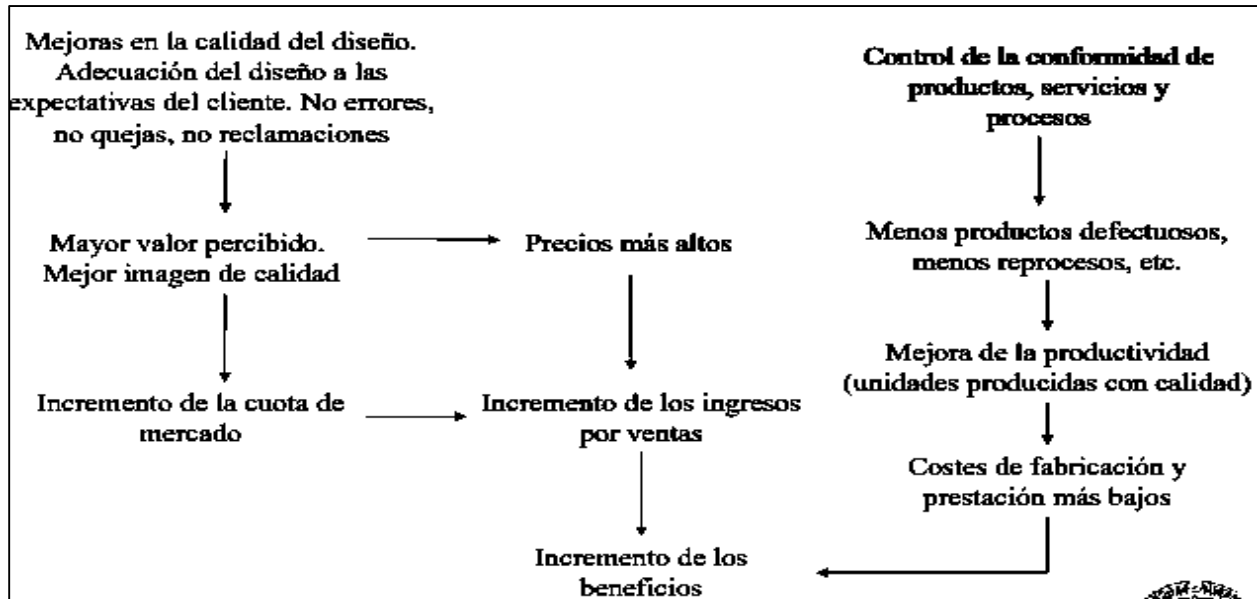 Mejoras en la calidad del diseño.
Adecuación del diseño a las
expectativas del cliente. No errores,
no quejas, no reclamaciones
Mayor valor percibido.
Mejor imagen de calidad
Incremento de la cuota de
mercado
Precios más altos
Incremento de los ingresos
por ventas
Incremento de los
beneficios
Control de la conformidad de
productos, servicios y
procesos
Menos productos defectuosos,
menos reprocesos, etc.
Mejora de la productividad
(unidades producidas con calidad)
Costes de fabricación y
prestación más bajos